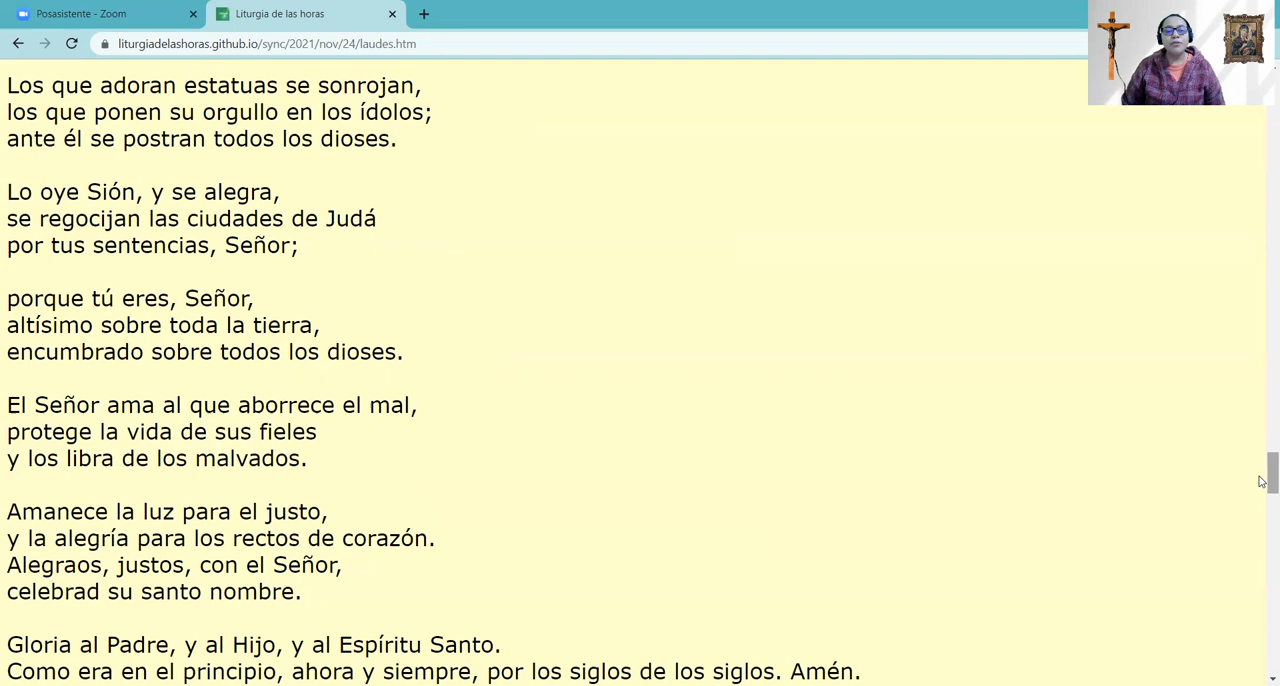 Posasistente - Zoom
Liturgia de las horas
liturgiadelashoras.github.io/sync/2021/nov/24/laudes.htm
Los que adoran estatuas se sonrojan,
los que ponen su orgullo en los ídolos;
ante él se postran todos los dioses.
Lo oye Sión, y se alegra,
se regocijan las ciudades de Judá
por tus sentencias, Señor;
porque tú eres, Señor,
altísimo sobre toda la tierra,
encumbrado sobre todos los dioses.
El Señor ama al que aborrece el mal,
protege la vida de sus fieles
y los libra de los malvados.
Amanece la luz para el justo,
y la alegría para los rectos de corazón.
Alegraos, justos, con el Señor,
celebrad su santo nombre.
Gloria al Padre, y al Hijo, y al Espíritu Santo.
Como era en el principio, ahora y siempre, por los siglos de los siglos. Amén.